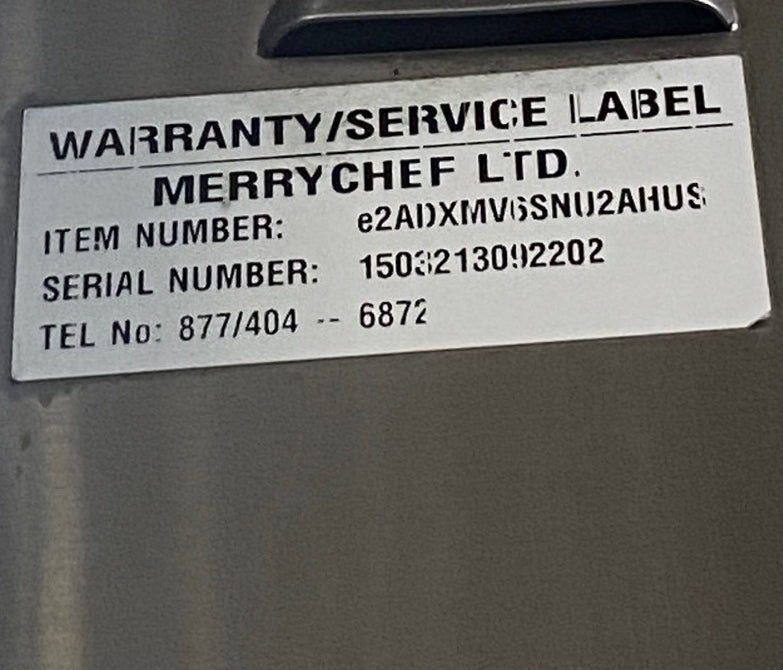 WARRANTY/SERVICE LABEL
MERRYCHEF LTD.
ITEM NUMBER: e2ADXMV6SNU2AHUS
SERIAL NUMBER: 1503213092202
TEL No: 877/404 -- 6872